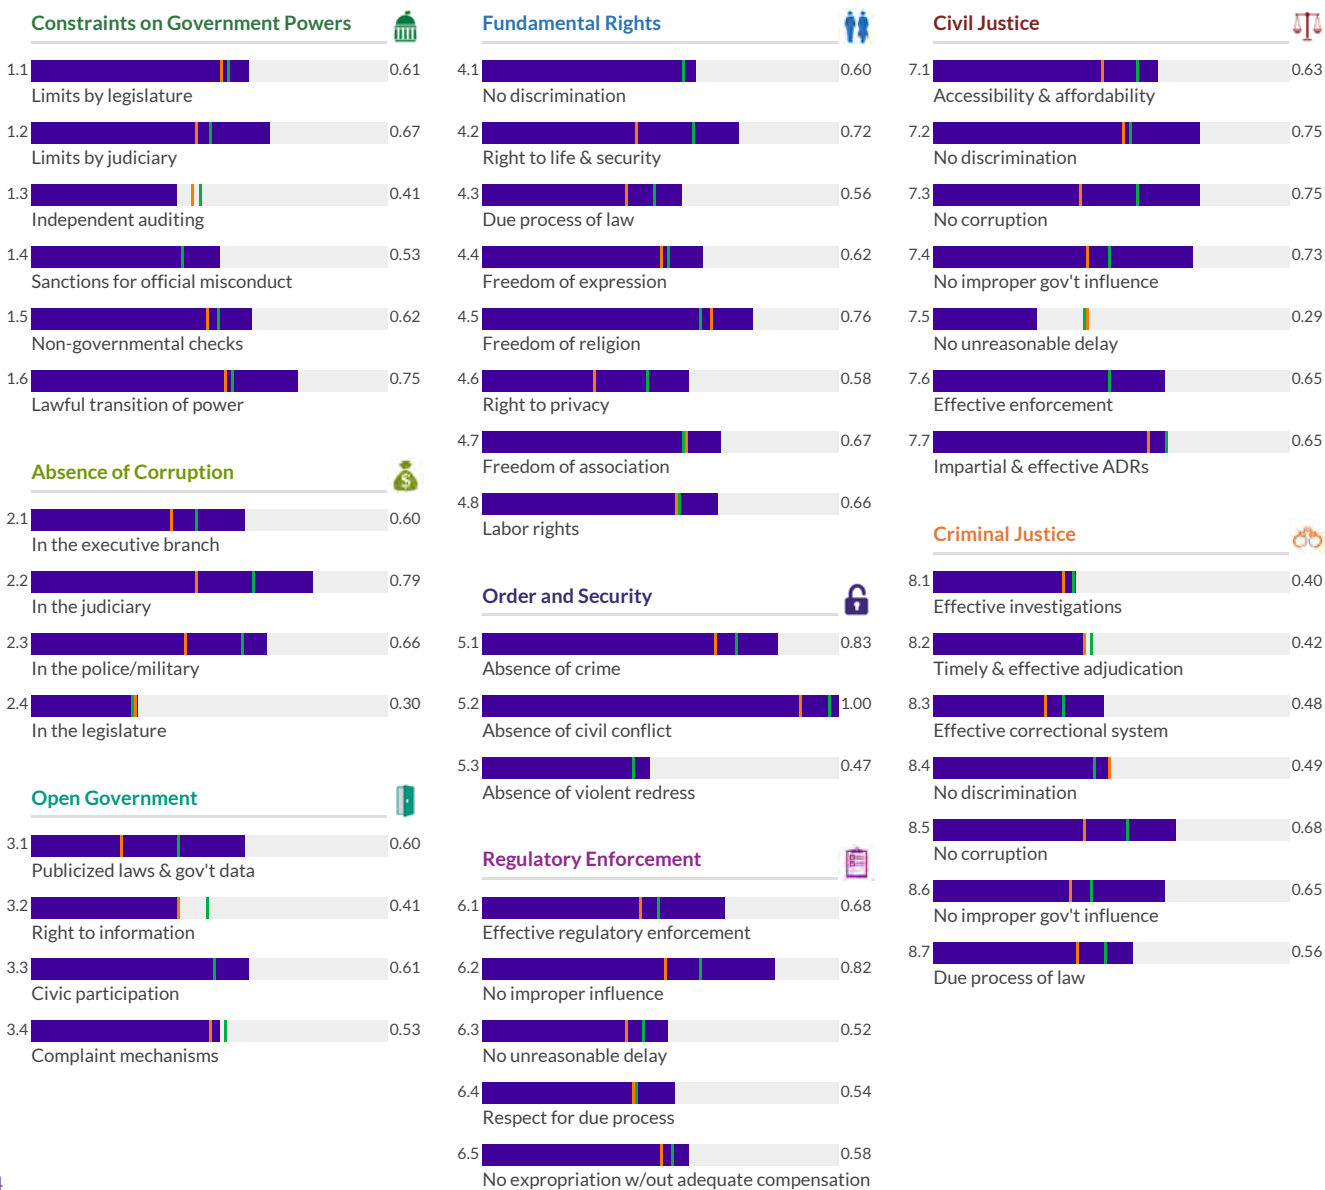 Constraints on Government Powers
1.1 0.61
Limits by legislature
1.2 0.67
Limits by judiciary
1.3 0.41
Independent auditing
1.4 0.53
Sanctions for official misconduct
1.5 0.62
Non-governmental checks
1.6 0.75
Lawful transition of power
Absence of Corruption
2.1 0.60
In the executive branch
2.2 0.79
In the judiciary
2.3 0.66
In the police/military
2.4 0.30
In the legislature
Open Government
3.1 0.60
Publicized laws & gov't data
3.2 0.41
Right to information
3.3 0.61
Civic participation
3.4 0.53
Complaint mechanisms
Fundamental Rights
4.1 0.60
No discrimination
4.2 0.72
Right to life & security
4.3 0.56
Due process of law
4.4 0.62
Freedom of expression
4.5 0.76
Freedom of religion
4.6 0.58
Right to privacy
4.7 0.67
Freedom of association
4.8 0.66
Labor rights
Order and Security
5.1 0.83
Absence of crime
5.2 1.00
Absence of civil conflict
5.3 0.47
Absence of violent redress
Regulatory Enforcement
6.1 0.68
Effective regulatory enforcement
6.2 0.82
No improper influence
6.3 0.52
No unreasonable delay
6.4 0.54
Respect for due process
6.5 0.58
No expropriation w/out adequate compensation
Civil Justice
7.1 0.63
Accessibility & affordability
7.2 0.75
No discrimination
7.3 0.75
No corruption
7.4 0.73
No improper gov't influence
7.5 0.29
No unreasonable delay
7.6 0.65
Effective enforcement
7.7 0.65
Impartial & effective ADRs
Criminal Justice
8.1 0.40
Effective investigations
8.2 0.42
Timely & effective adjudication
8.3 0.48
Effective correctional system
8.4 0.49
No discrimination
8.5 0.68
No corruption
8.6 0.65
No improper gov't influence
8.7 0.56
Due process of law